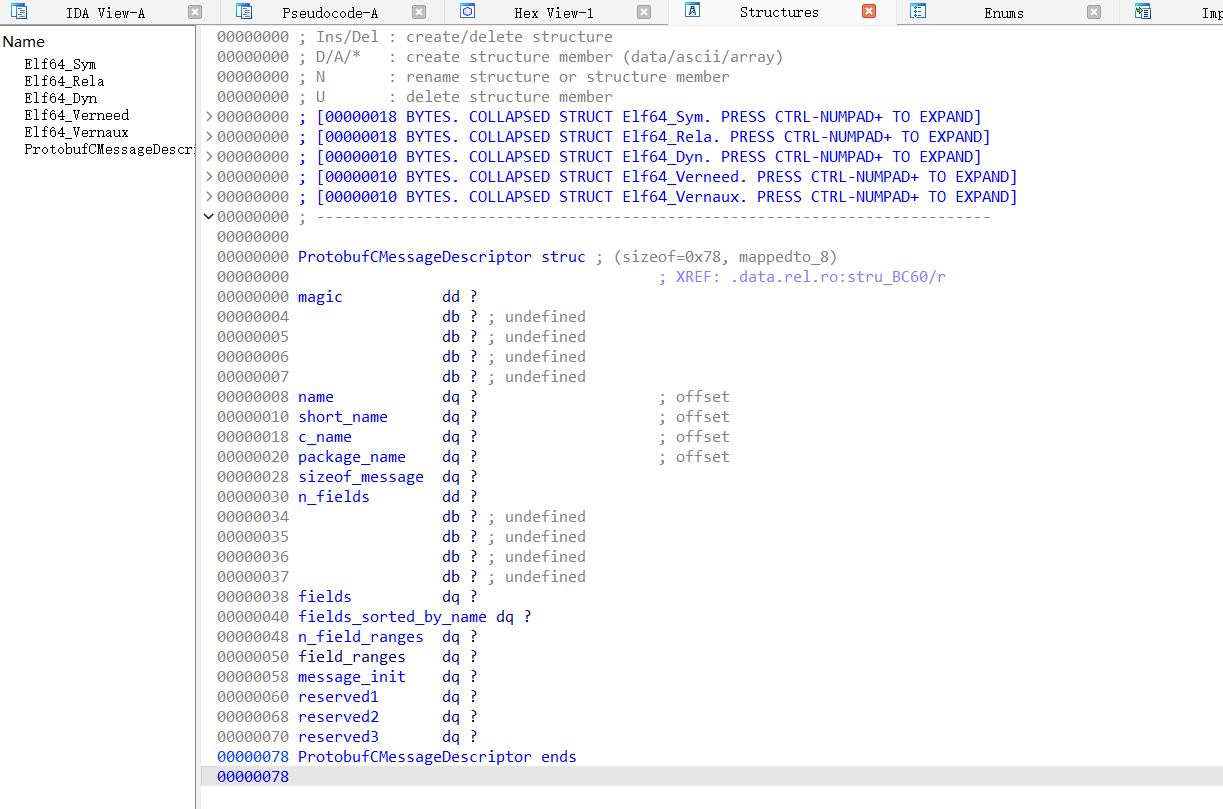 IDA View-A Pseudocode-A Hex View-1 Structures Enums Imp
Name
Elf64_Sym
Elf64_Rela
Elf64_Dyn
Elf64_Verneed
Elf64_Vernaux
ProtobufCMessageDescri
00000000 ; Ins/Del : create/delete structure
00000000 ; D/A/*   : create structure member (data/ascii/array)
00000000 ; N       : rename structure or structure member
00000000 ; U       : delete structure member
00000000 ; [00000018 BYTES. COLLAPSED STRUCT Elf64_Sym. PRESS CTRL-NUMPAD+ TO EXPAND]
00000000 ; [00000018 BYTES. COLLAPSED STRUCT Elf64_Rela. PRESS CTRL-NUMPAD+ TO EXPAND]
00000000 ; [00000010 BYTES. COLLAPSED STRUCT Elf64_Dyn. PRESS CTRL-NUMPAD+ TO EXPAND]
00000000 ; [00000010 BYTES. COLLAPSED STRUCT Elf64_Verneed. PRESS CTRL-NUMPAD+ TO EXPAND]
00000000 ; [00000010 BYTES. COLLAPSED STRUCT Elf64_Vernaux. PRESS CTRL-NUMPAD+ TO EXPAND]
00000000 ; ---------------------------------------------------------------------------
00000000
00000000 ProtobufCMessageDescriptor struc ; (sizeof=0x78, mappedto_8)
00000000                                         ; XREF: .data.rel.ro:stru_BC60/r
00000000 magic           dd ?
00000004                 db ? ; undefined
00000005                 db ? ; undefined
00000006                 db ? ; undefined
00000007                 db ? ; undefined
00000008 name            dq ?                    ; offset
00000010 short_name      dq ?                    ; offset
00000018 c_name          dq ?                    ; offset
00000020 package_name    dq ?                    ; offset
00000028 sizeof_message  dq ?
00000030 n_fields        dd ?
00000034                 db ? ; undefined
00000035                 db ? ; undefined
00000036                 db ? ; undefined
00000037                 db ? ; undefined
00000038 fields          dq ?
00000040 fields_sorted_by_name dq ?
00000048 n_field_ranges  dq ?
00000050 field_ranges    dq ?
00000058 message_init    dq ?
00000060 reserved1       dq ?
00000068 reserved2       dq ?
00000070 reserved3       dq ?
00000078 ProtobufCMessageDescriptor ends
00000078